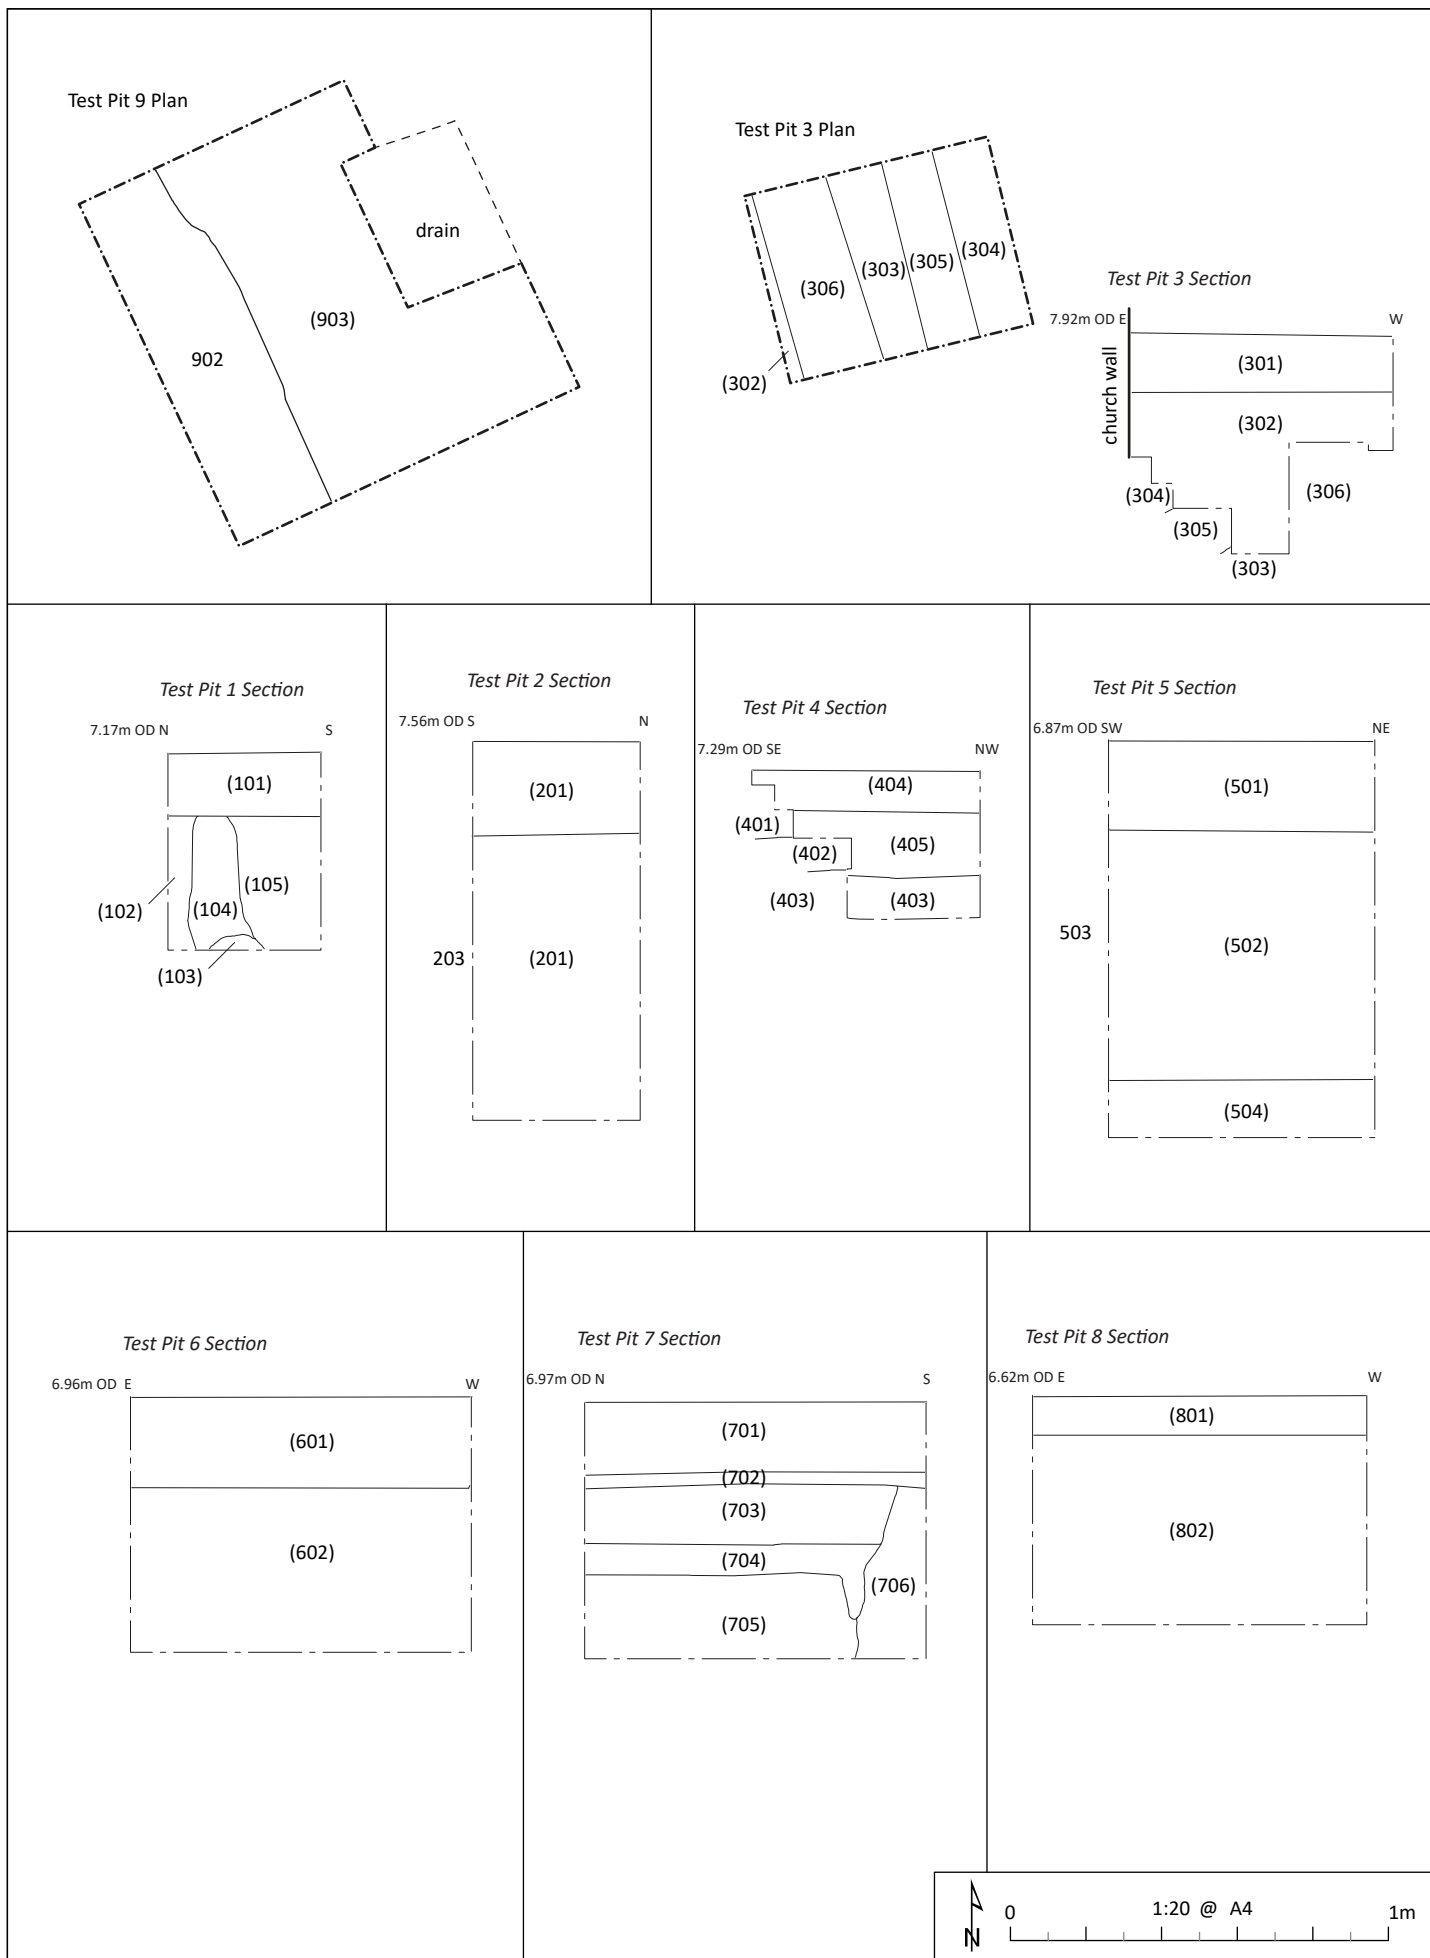 Test Pit 9 Plan
drain
(903)
902
Test Pit 3 Plan
(304)
(305)
(303)
(306)
(302)
Test Pit 3 Section
7.92m OD E
W
church wall
(301)
(302)
(304)
(306)
(305)
(303)
Test Pit 1 Section
7.17m OD N
S
(101)
(105)
(102)
(104)
(103)
Test Pit 2 Section
7.56m OD S
N
(201)
203
(201)
Test Pit 4 Section
7.29m OD SE
NW
(404)
(401)
(402)
(405)
(403)
(403)
Test Pit 5 Section
6.87m OD SW
NE
(501)
503
(502)
(504)
Test Pit 6 Section
6.96m OD E
W
(601)
(602)
Test Pit 7 Section
6.97m OD N
S
(701)
(702)
(703)
(704)
(706)
(705)
Test Pit 8 Section
6.62m OD E
W
(801)
(802)
N
0
1:20 @ A4
1m